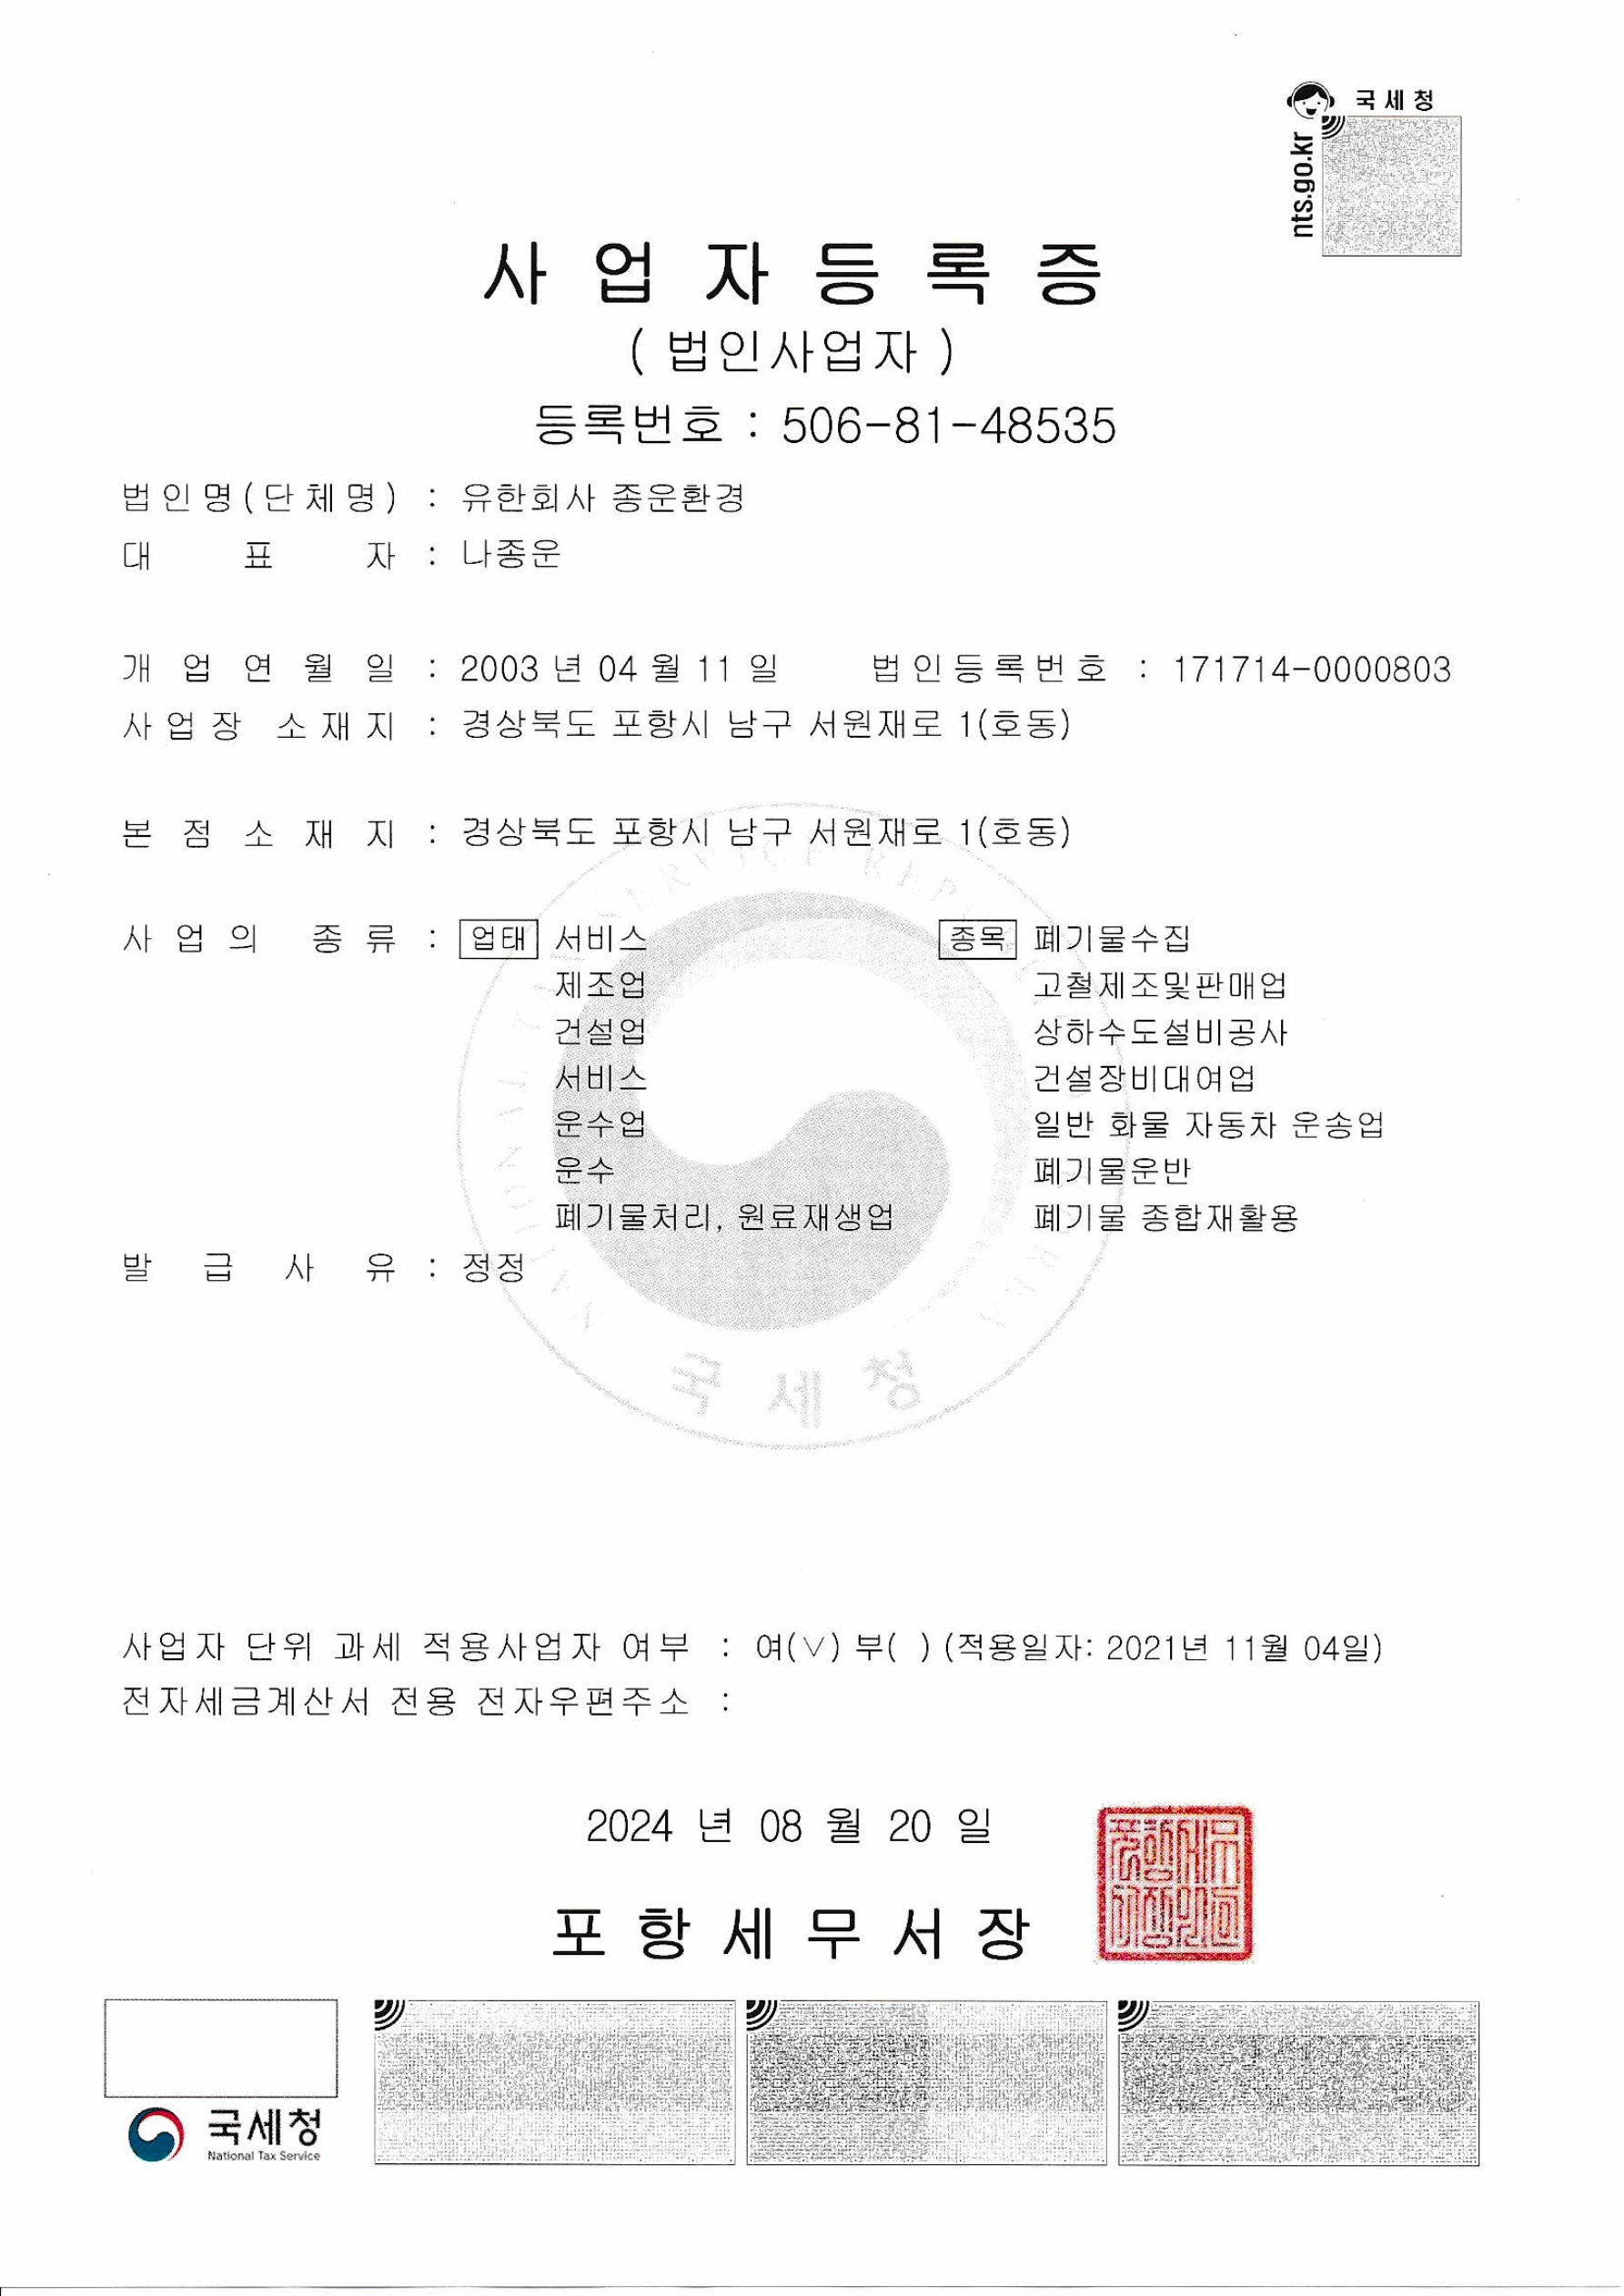 국세청
nts.go.kr
사업자등록증
( 법인사업자 )
등록번호 : 506-81-48535
법인명(단체명) : 유한회사 종운환경
대 표 자 : 나종운
개 업 연 월 일 : 2003 년 04 월 11 일 법인등록번호 : 171714-0000803
사업장 소재지 : 경상북도 포항시 남구 서원재로 1(호동)
본 점 소 재 지 : 경상북도 포항시 남구 서원재로 1(호동)
사 업 의 종 류 : 업태 서비스 종목 폐기물수집
제조업 고철제조및판매업
건설업 상하수도설비공사
서비스 건설장비대여업
운수업 일반 화물 자동차 운송업
운수 폐기물운반
폐기물처리, 원료재생업 폐기물 종합재활용
발 급 사 유 : 정정
국세청
사업자 단위 과세 적용사업자 여부 : 여(∨) 부( ) (적용일자: 2021년 11월 04일)
전자세금계산서 전용 전자우편주소 :
2024 년 08 월 20 일
포항세무서장
국세청
National Tax Service